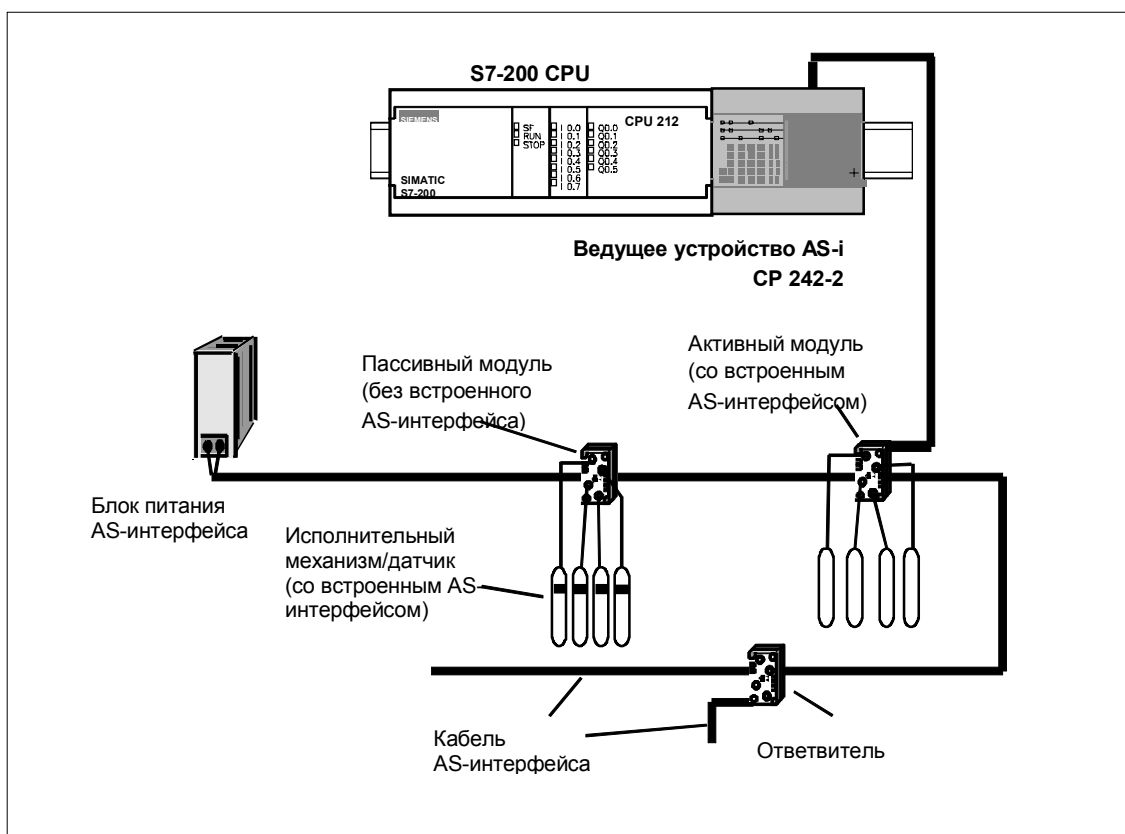 S7-200 CPU
SIEMENS
SF
RUN
STOP
I 0.0
I 0.1
I 0.2
I 0.3
I 0.4
I 0.5
I 0.6
I 0.7
Q0.0
Q0.1
Q0.2
Q0.3
Q0.4
Q0.5
CPU 212
SIMATIC
S7-200
Ведущее устройство AS-i
CP 242-2
Пассивный модуль
(без встроенного
AS-интерфейса)
Активный модуль
(со встроенным
AS-интерфейсом)
Блок питания
AS-интерфейса
Исполнительный
механизм/датчик
(со встроенным AS-
интерфейсом)
Кабель
AS-интерфейса
Ответвитель